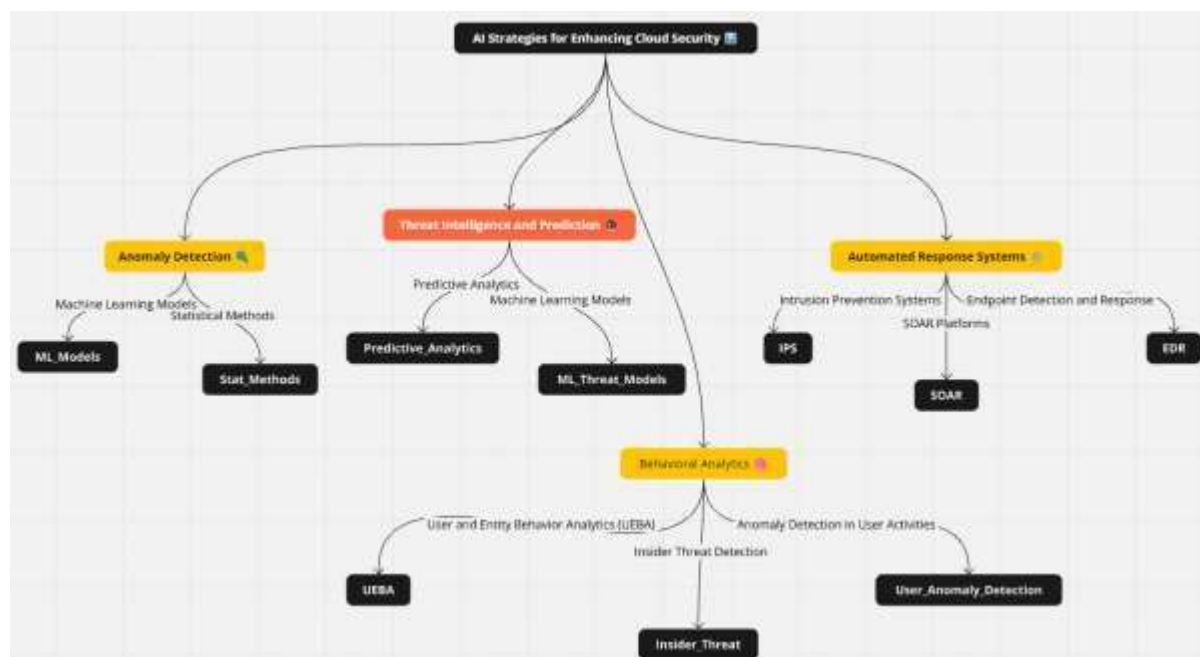 AI Strategies for Enhancing Cloud Security
Threat Intelligence and Prediction
Anomaly Detection
Automated Response Systems
Predictive Analytics
Machine Learning Models
Machine Learning Models
Statistical Methods
Intrusion Prevention Systems
Endpoint Detection and Response
SOAR Platforms
ML_Models
Stat_Methods
Predictive_Analytics
ML_Threat_Models
IPS
SOAR
EDR
Behavioral Analytics
User and Entity Behavior Analytics (UEBA)
Anomaly Detection in User Activities
Insider Threat Detection
UEBA
User_Anomaly_Detection
Insider_Threat